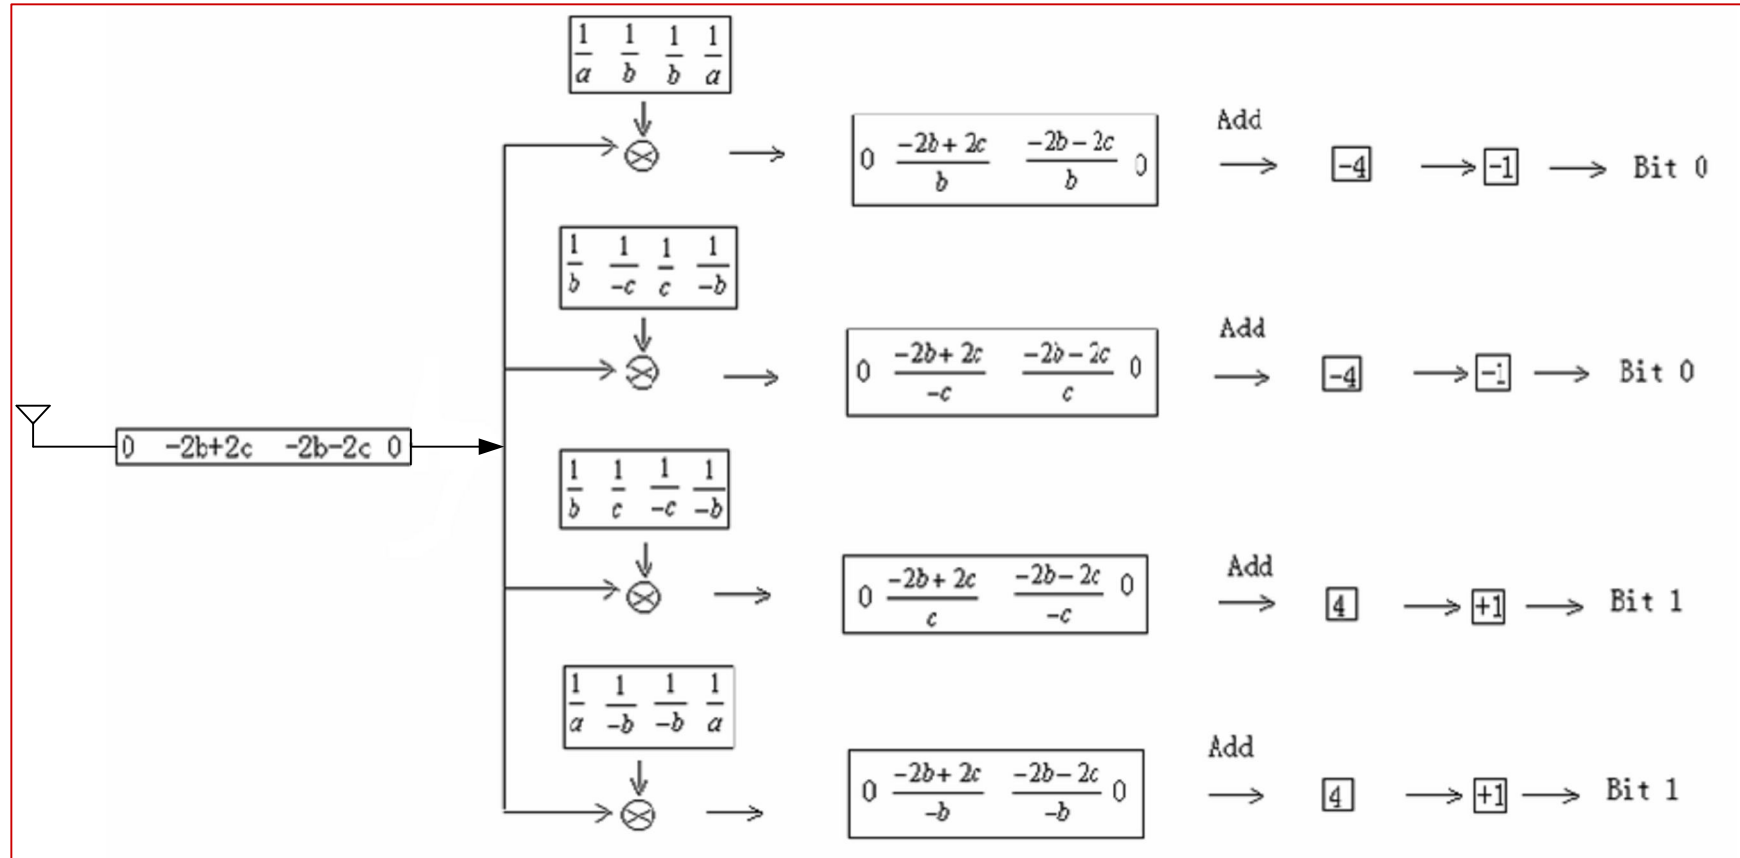 1/a 1/b 1/b 1/a
Add
0 (-2b+2c)/b (-2b-2c)/b 0
-4 -1 Bit 0
1/b 1/-c 1/c 1/-b
Add
0 (-2b+2c)/-c (-2b-2c)/c 0
-4 -1 Bit 0
0 -2b+2c -2b-2c 0
1/b 1/c 1/-c 1/-b
Add
0 (-2b+2c)/c (-2b-2c)/-c 0
4 +1 Bit 1
1/a 1/-b 1/-b 1/a
Add
0 (-2b+2c)/-b (-2b-2c)/-b 0
4 +1 Bit 1